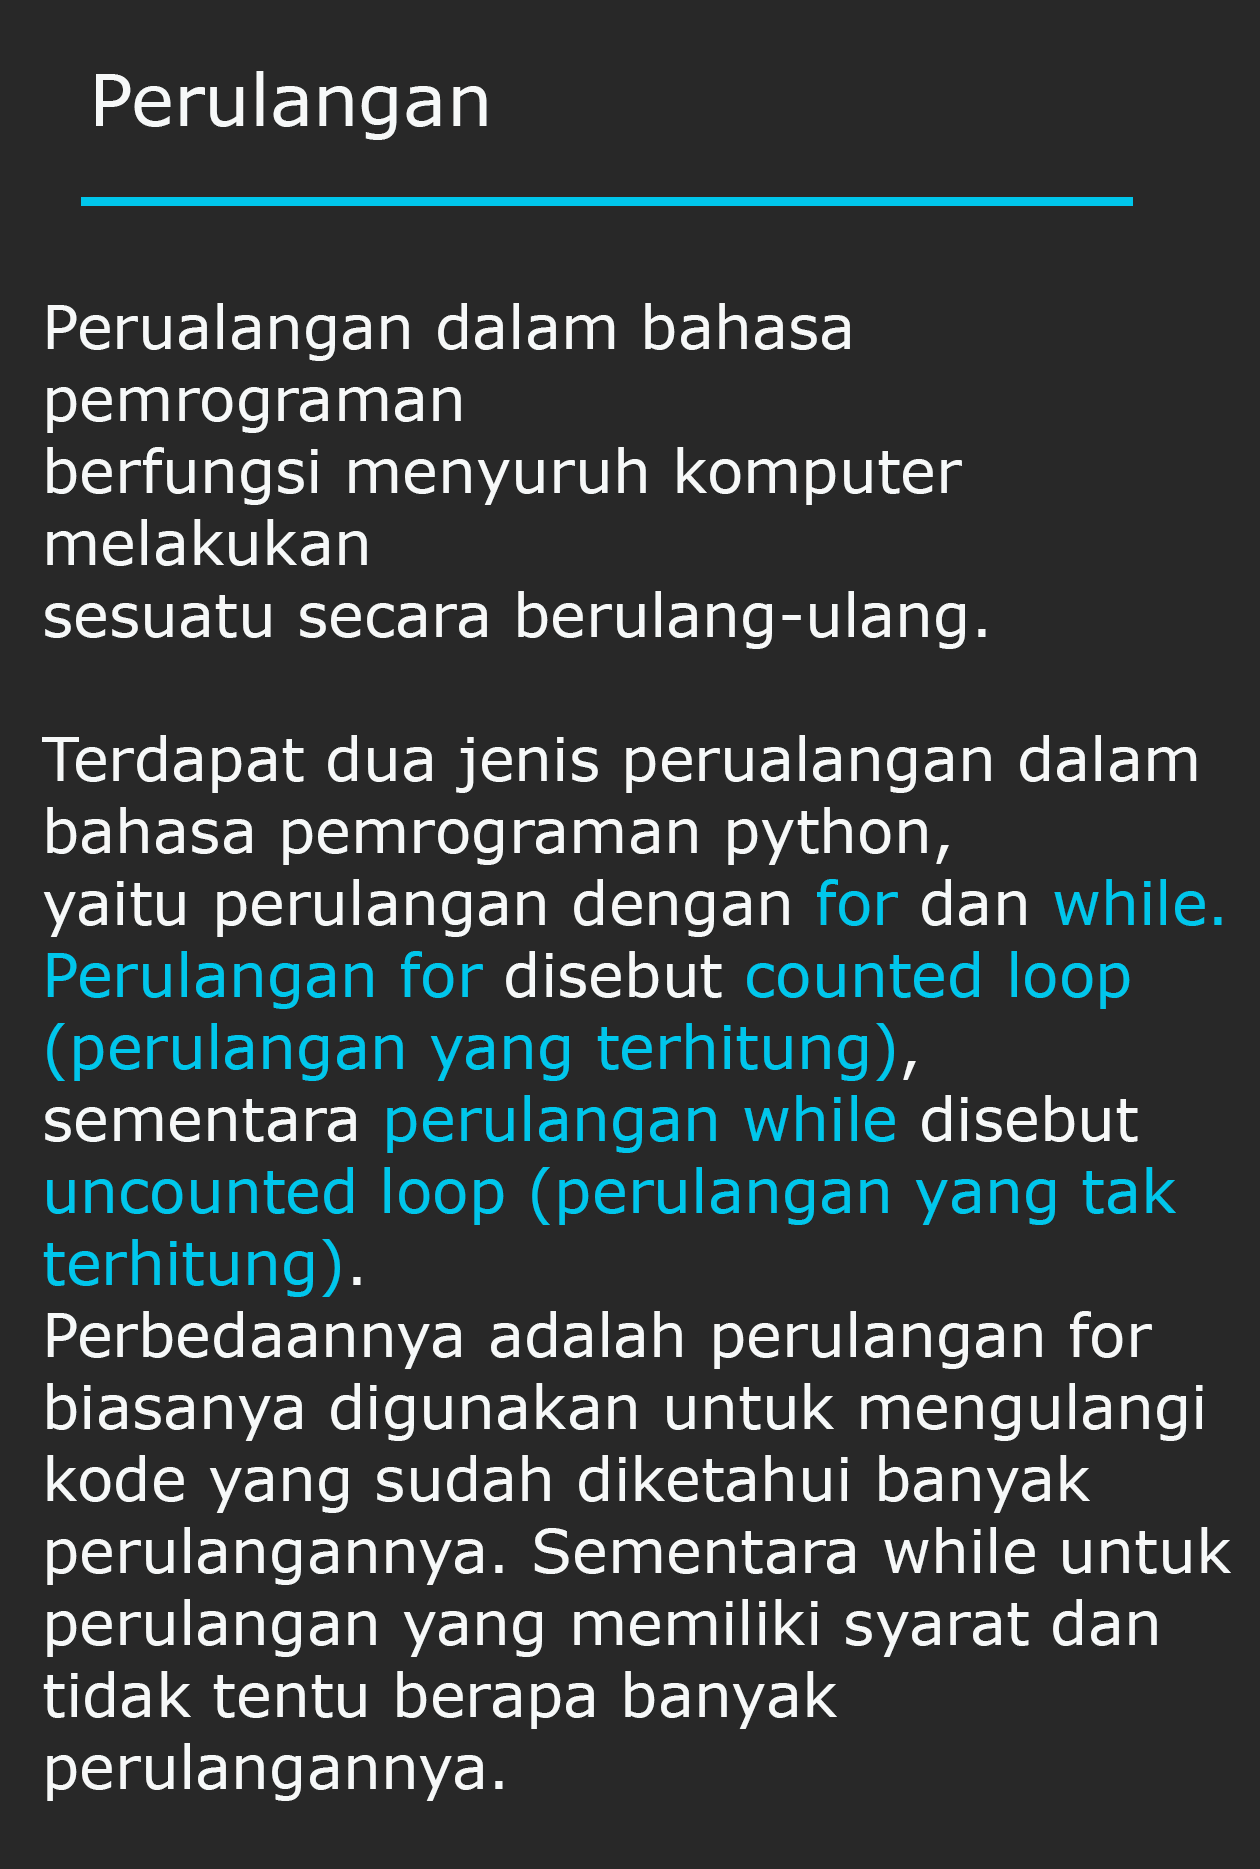 Perulangan
Perualangan dalam bahasa
pemrograman
berfungsi menyuruh komputer
melakukan
sesuatu secara berulang-ulang.
Terdapat dua jenis perualangan dalam
bahasa pemrograman python,
yaitu perulangan dengan for dan while.
Perulangan for disebut counted loop
(perulangan yang terhitung),
sementara perulangan while disebut
uncounted loop (perulangan yang tak
terhitung).
Perbedaannya adalah perulangan for
biasanya digunakan untuk mengulangi
kode yang sudah diketahui banyak
perulangannya. Sementara while untuk
perulangan yang memiliki syarat dan
tidak tentu berapa banyak
perulangannya.